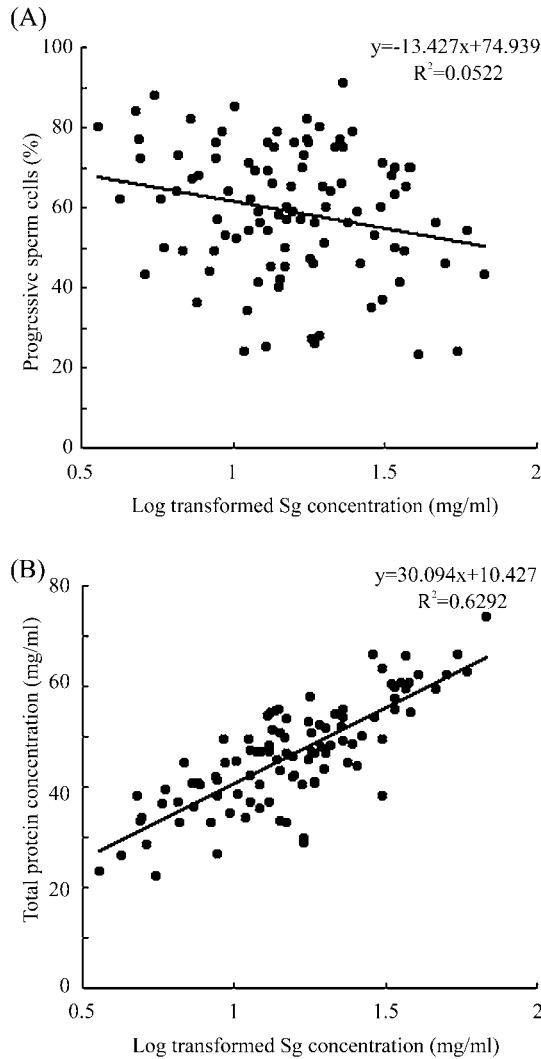 (A)
y=-13.427x+74.939
R²=0.0522
Progressive sperm cells (%)
100
80
60
40
20
0
0.5
1
1.5
2
Log transformed Sg concentration (mg/ml)
(B)
y=30.094x+10.427
R²=0.6292
Total protein concentration (mg/ml)
80
60
40
20
0
0.5
1
1.5
2
Log transformed Sg concentration (mg/ml)